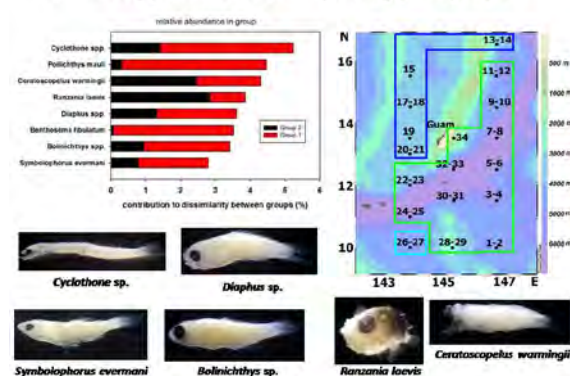 relative abundance in group
Cyclothone spp.
Pollichthys mauli
Ceratoscopelus warmingii
Ranzania laevis
Diaphus spp.
Benthosema fibulatum
Bolinichthys spp.
Symbolophorus evermani
Group 2
Group 1
0 1 2 3 4 5 6
contribution to dissimilarity between groups (%)
N
16
14
12
10
13-14
15
11-12
17-18
9-10
19
Guam
34
7-8
20-21
32-33
5-6
22-23
30-31
3-4
24-25
26-27
28-29
1-2
143 145 147 E
Cyclothone sp.
Diaphus sp.
Symbolophorus evermani
Bolinichthys sp.
Ranzania laevis
Ceratoscopelus warmingii